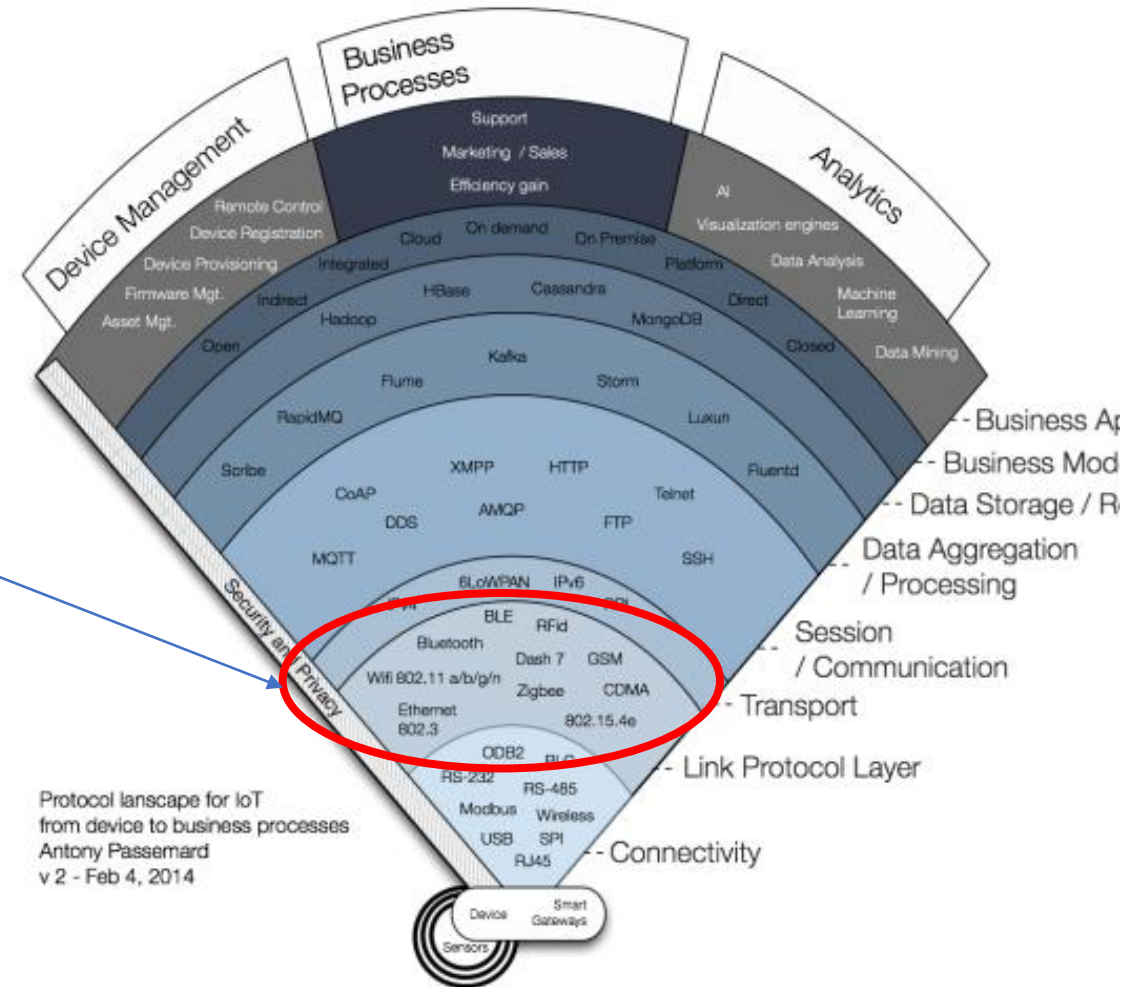 Business
Processes
Device Management
Analytics
Support
Marketing / Sales
Efficiency gain
Remote Control
Device Registration
Device Provisioning
Firmware Mgt.
Asset Mgt.
AI
Visualization engines
Data Analysis
Machine
Learning
Data Mining
Open
Indirect
Integrated
Cloud
On demand
On Premise
Platform
Direct
Closed
Hadoop
HBase
Cassandra
MongoDB
Scribe
RapidMQ
Flume
Kafka
Storm
Luxun
Fluentd
XMPP
HTTP
CoAP
Telnet
DDS
AMQP
FTP
MQTT
SSH
6LoWPAN
IPv6
BLE
RFid
Bluetooth
Dash 7
GSM
Wifi 802.11 a/b/g/n
Zigbee
CDMA
Ethernet
802.3
802.15.4e
ODB2
RS-232
RS-485
Modbus
Wireless
USB
SPI
RJ45
Security and Privacy
Business Ap
Business Mod
Data Storage / R
Data Aggregation
/ Processing
Session
/ Communication
Transport
Link Protocol Layer
Connectivity
Protocol lanscape for IoT
from device to business processes
Antony Passemard
v 2 - Feb 4, 2014
Device
Smart
Gateways
Sensors